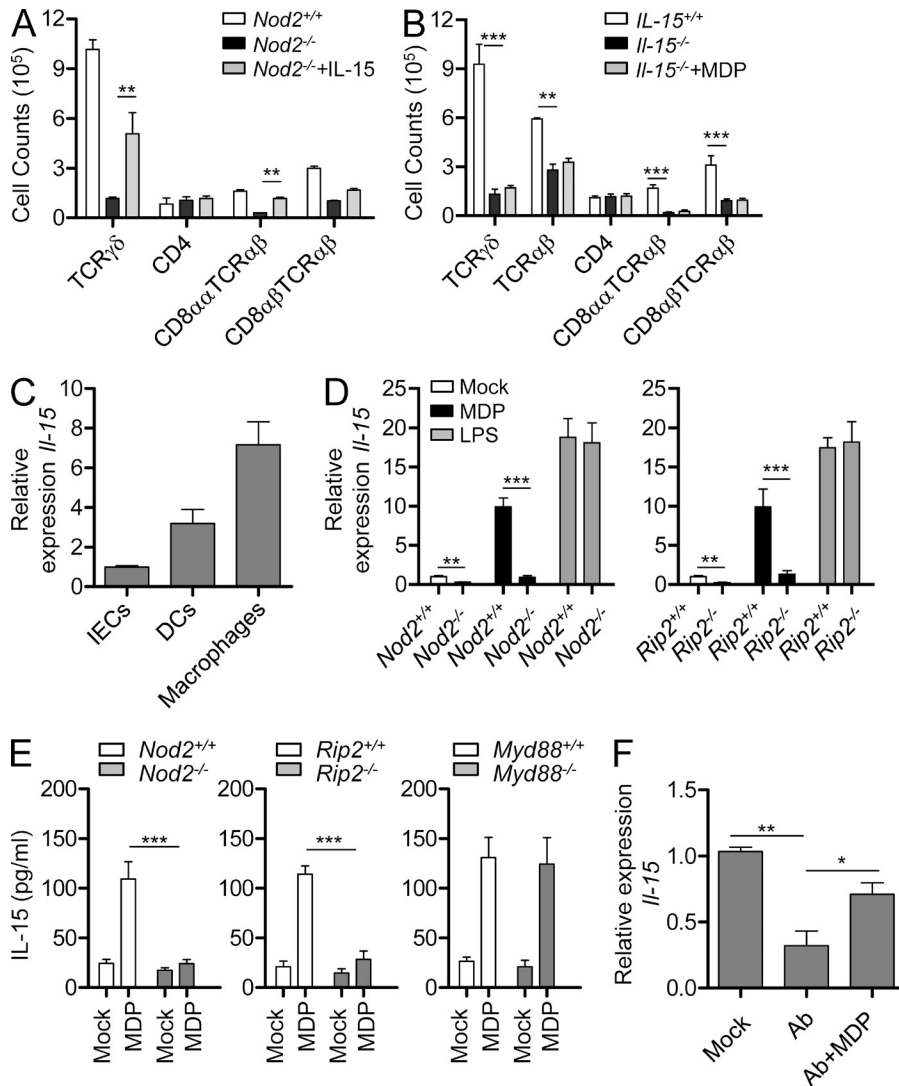 A
Nod2+/+
Nod2-/-
Nod2-/-+IL-15
Cell Counts (10⁵)
12
9
6
3
0
**
**
TCRγδ
CD4
CD8ααTCRαβ
CD8αβTCRαβ
B
IL-15+/+
Il-15-/-
Il-15-/-+MDP
Cell Counts (10⁵)
12
9
6
3
0
***
**
***
***
TCRγδ
TCRαβ
CD4
CD8ααTCRαβ
CD8αβTCRαβ
C
Relative
expression Il-15
10
8
6
4
2
0
IECs
DCs
Macrophages
D
Mock
MDP
LPS
Relative
expression Il-15
25
20
15
10
5
0
**
***
Nod2+/+
Nod2-/-
Nod2+/+
Nod2-/-
Nod2+/+
Nod2-/-
25
20
15
10
5
0
**
***
Rip2+/+
Rip2-/-
Rip2+/+
Rip2-/-
Rip2+/+
Rip2-/-
E
Nod2+/+
Nod2-/-
IL-15 (pg/ml)
200
150
100
50
0
***
Mock
MDP
Mock
MDP
Rip2+/+
Rip2-/-
200
150
100
50
0
***
Mock
MDP
Mock
MDP
Myd88+/+
Myd88-/-
200
150
100
50
0
Mock
MDP
Mock
MDP
F
Relative expression
Il-15
1.5
1.0
0.5
0.0
**
*
Mock
Ab
Ab+MDP